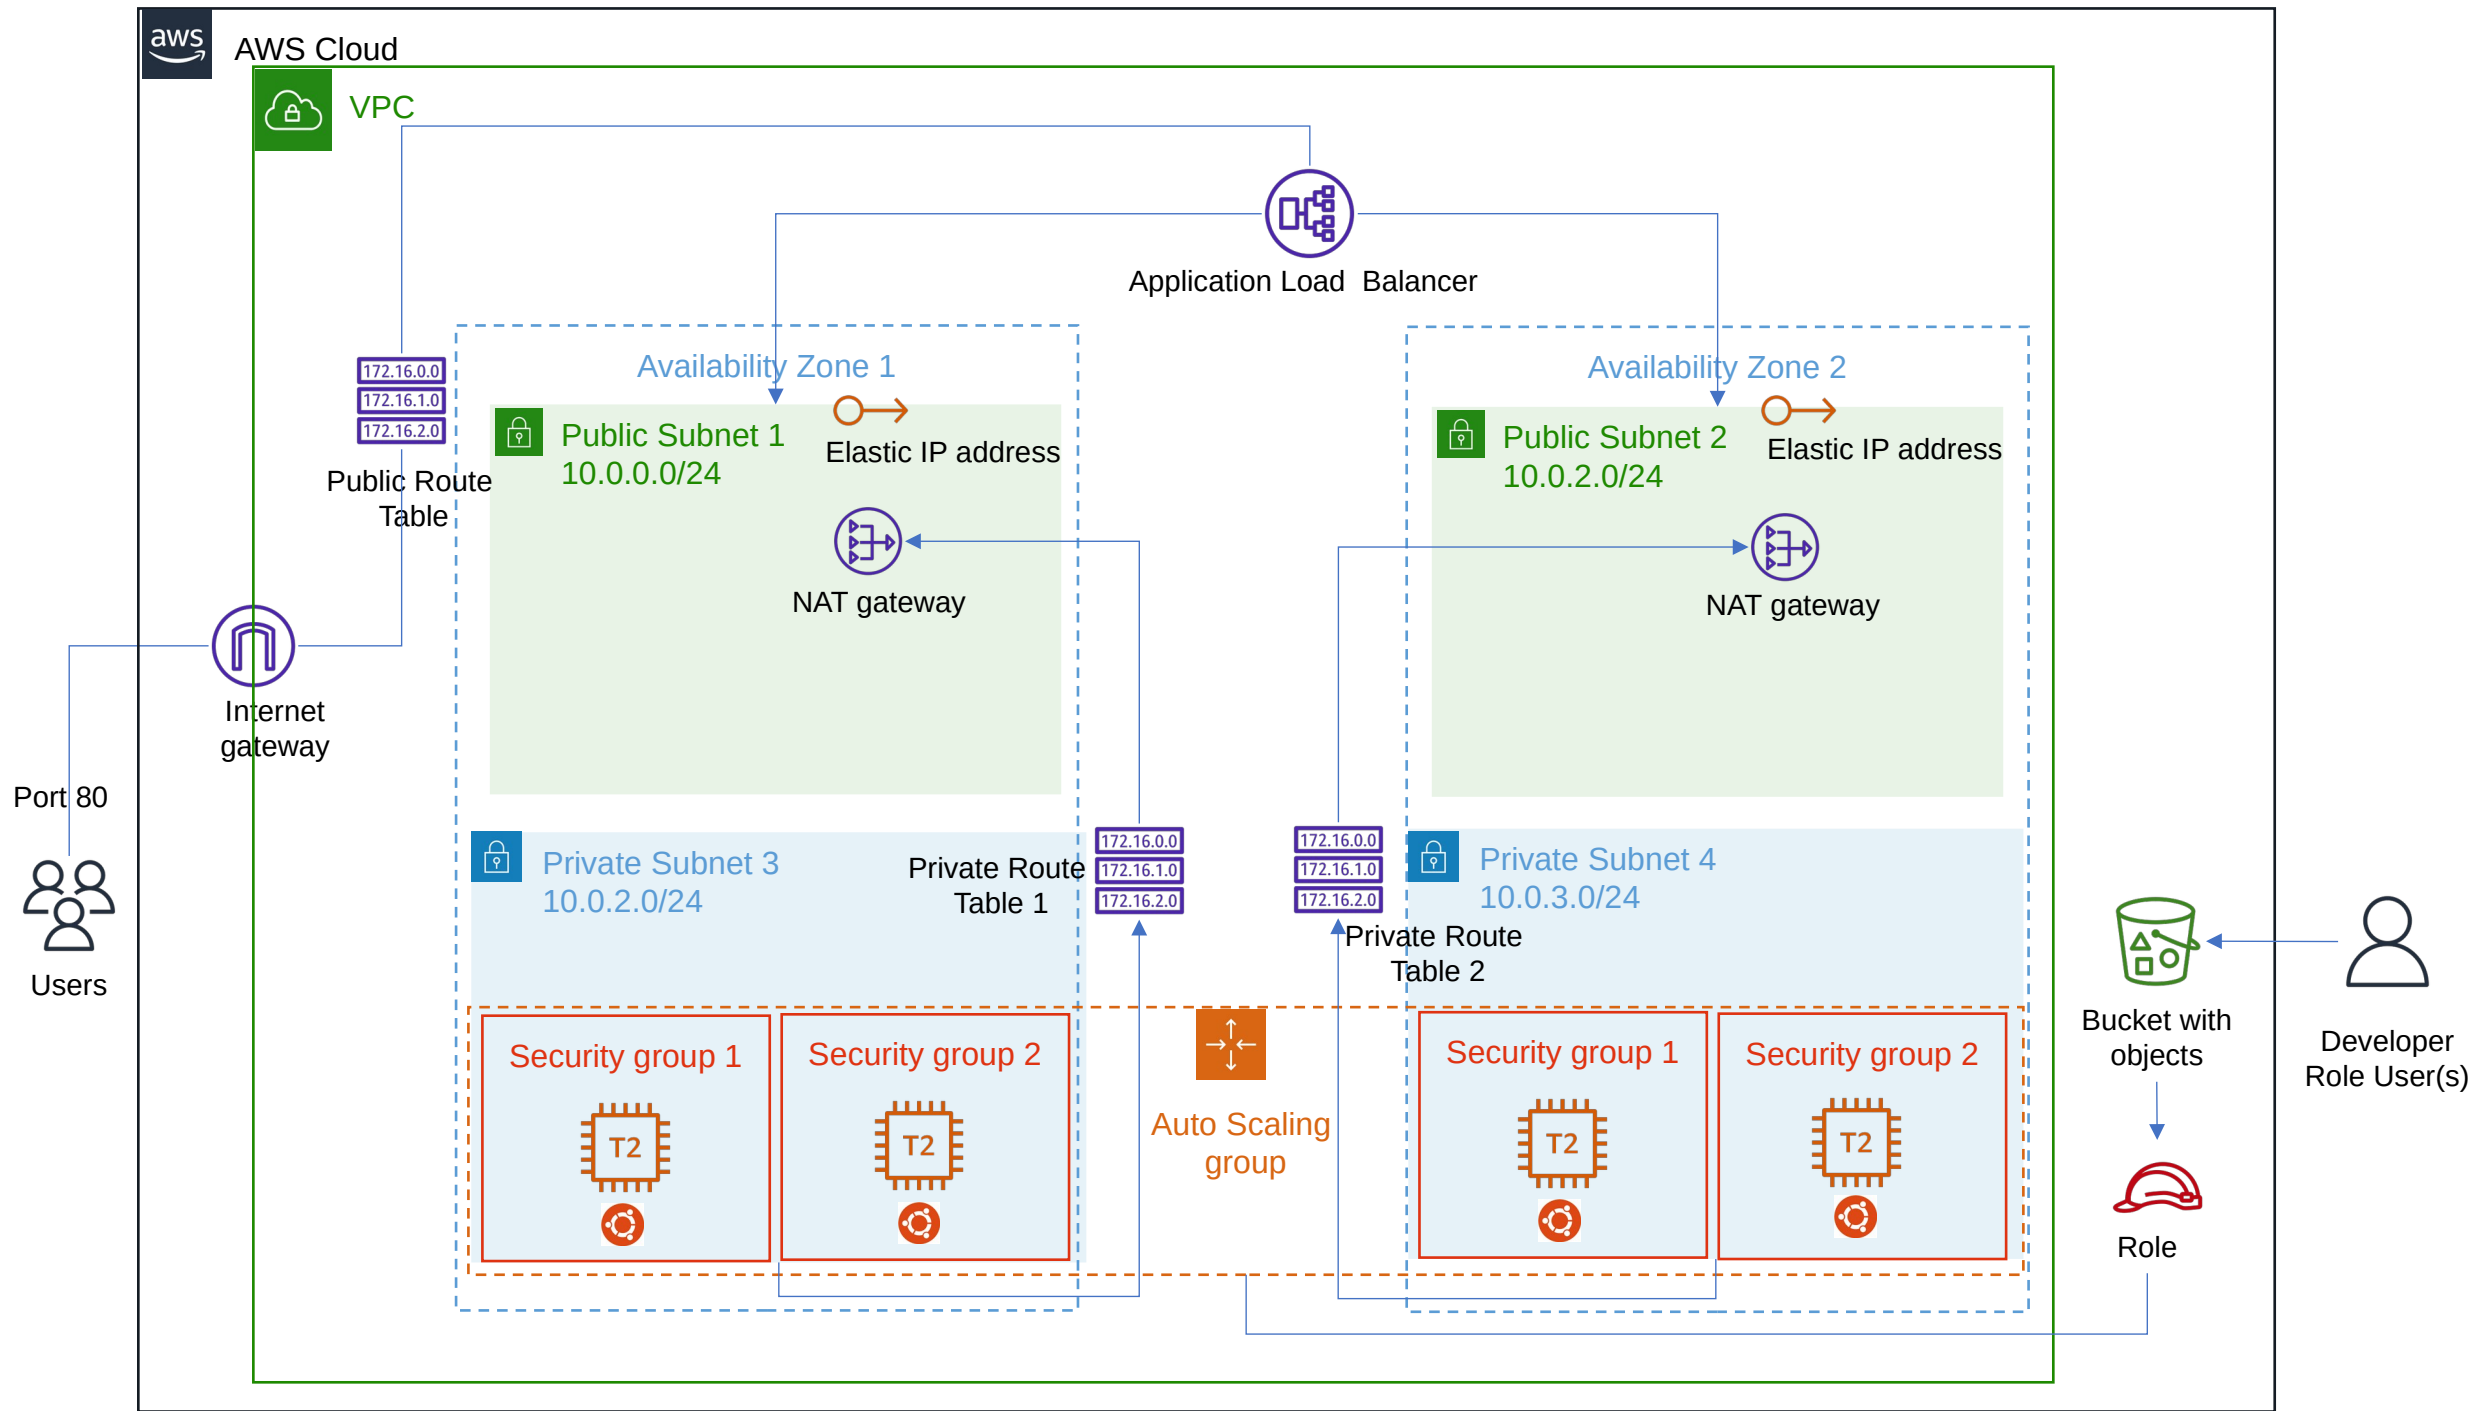 aws
AWS Cloud
VPC
Application Load  Balancer
Availability Zone 1
Availability Zone 2
172.16.0.0
172.16.1.0
172.16.2.0
Public Route
Table
Public Subnet 1
10.0.0.0/24
Elastic IP address
NAT gateway
Public Subnet 2
10.0.2.0/24
Elastic IP address
NAT gateway
Internet
gateway
Port 80
Users
Private Subnet 3
10.0.2.0/24
Private Route
Table 1
172.16.0.0
172.16.1.0
172.16.2.0
172.16.0.0
172.16.1.0
172.16.2.0
Private Route
Table 2
Private Subnet 4
10.0.3.0/24
Security group 1
T2
Security group 2
T2
Auto Scaling
group
Security group 1
T2
Security group 2
T2
Bucket with
objects
Developer
Role User(s)
Role